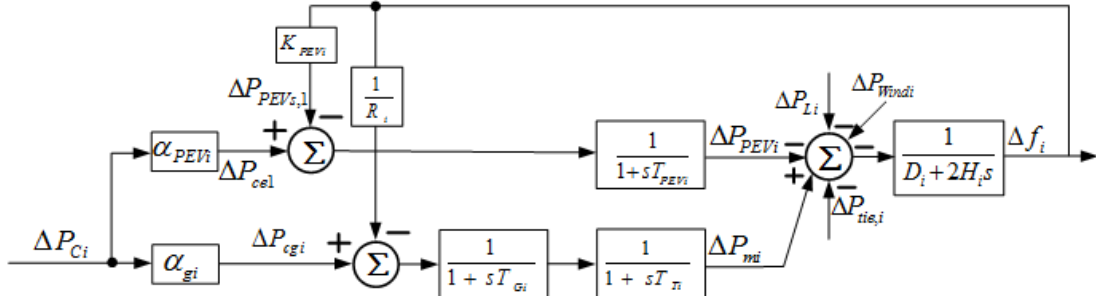 K_PEVi
1/R_i
ΔP_PEVs,1
−
+
Σ
α_PEVi
ΔP_ce1
1/(1+sT_PEVi)
ΔP_PEVi
ΔP_Li
ΔP_Windi
−
−
−
+
Σ
−
−
ΔP_tie,i
1/(D_i+2H_i s)
Δf_i
ΔP_Ci
α_gi
ΔP_cgi
+
−
Σ
1/(1 + sT_Gi)
1/(1 + sT_Ti)
ΔP_mi